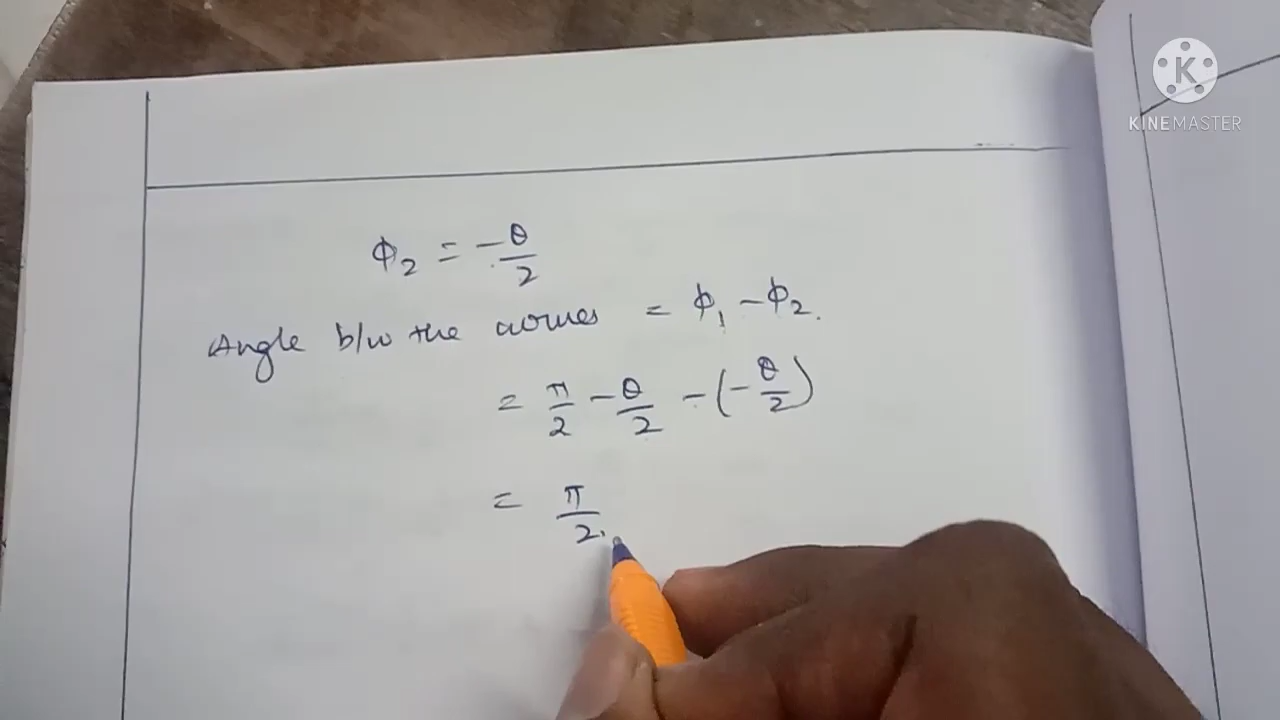 KINEMASTER
ϕ₂ = -θ/2
Angle b/w the curves = ϕ₁ - ϕ₂.
= π/2 - θ/2 - (-θ/2)
= π/2.